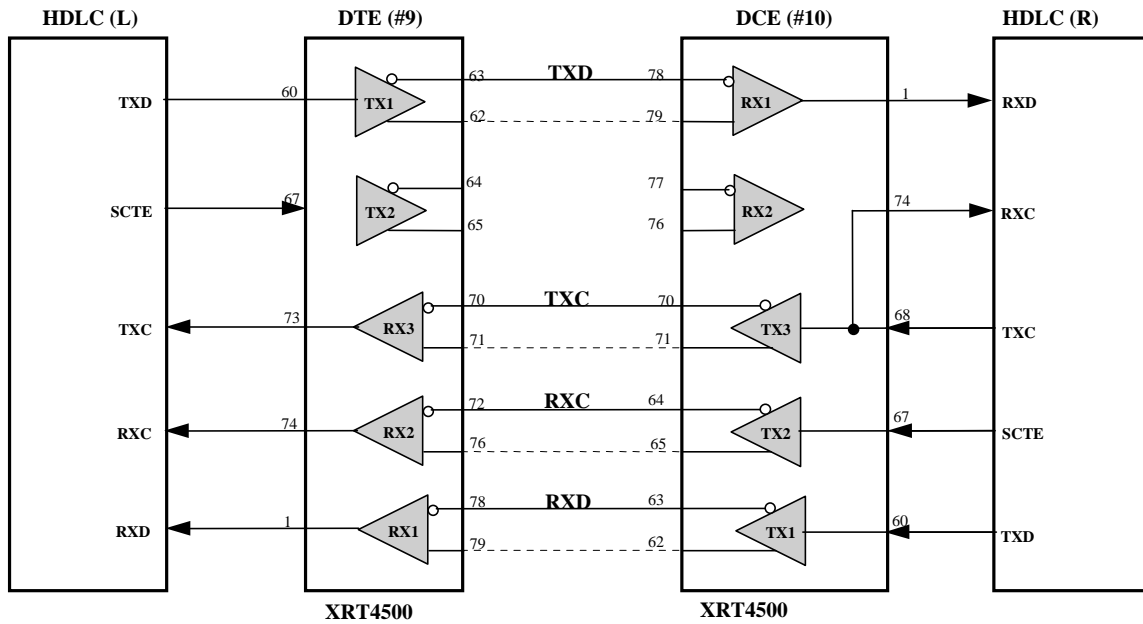 HDLC (L) DTE (#9) DCE (#10) HDLC (R)
63 TXD 78
TXD 60 TX1 RX1 1 RXD
62 79
64 77
SCTE 67 TX2 RX2 74 RXC
65 76
70 TXC 70
TXC 73 RX3 TX3 68 TXC
71 71
72 RXC 64
RXC 74 RX2 TX2 67 SCTE
76 65
78 RXD 63
RXD 1 RX1 TX1 60 TXD
79 62
XRT4500 XRT4500